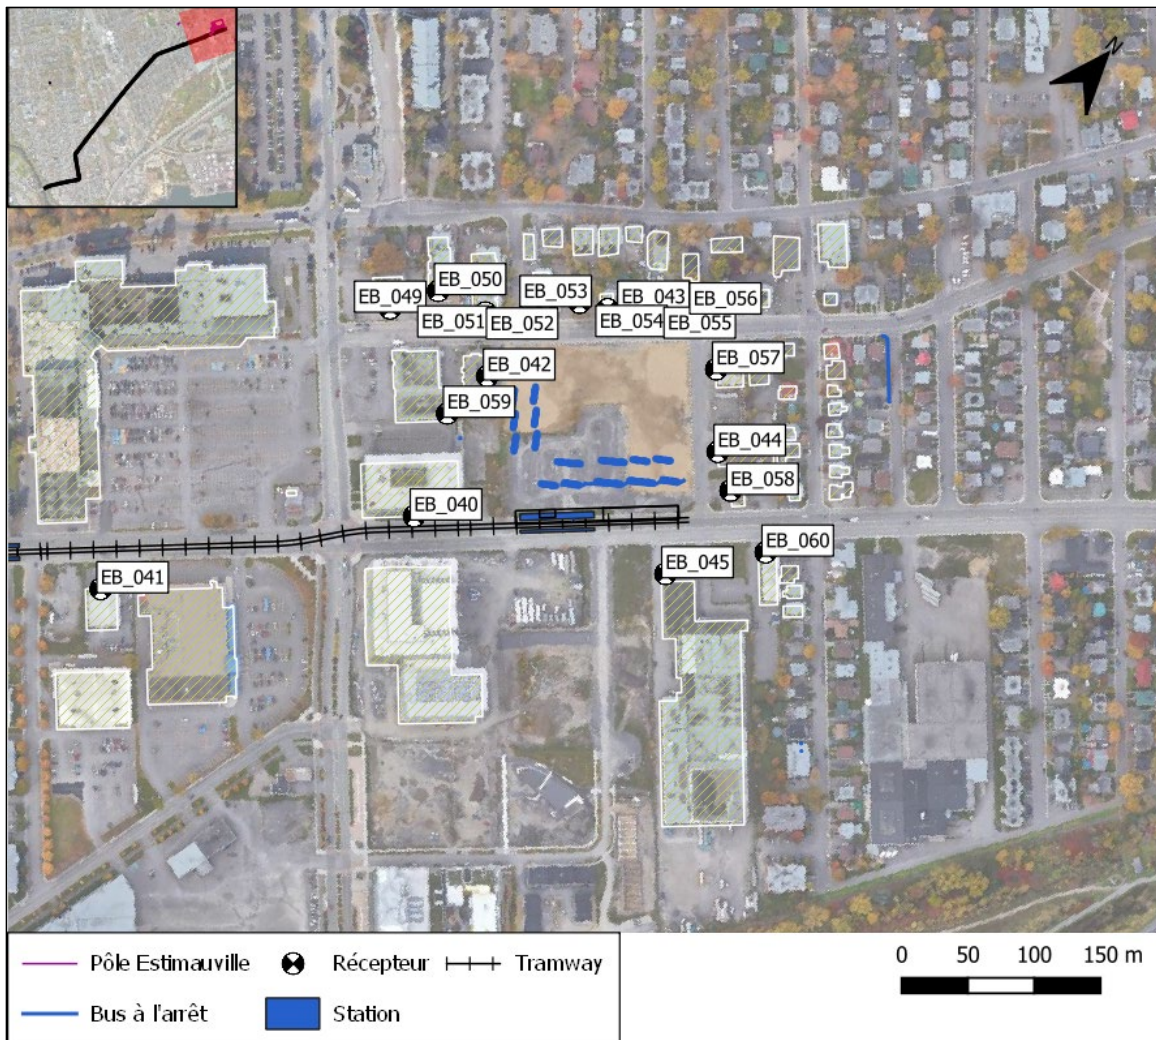 N
EB_050
EB_049
EB_053
EB_043
EB_056
EB_051
EB_052
EB_054
EB_055
EB_042
EB_057
EB_059
EB_044
EB_058
EB_040
EB_060
EB_045
EB_041
Pôle Estimauville
Récepteur
Tramway
Bus à l'arrêt
Station
0 50 100 150 m